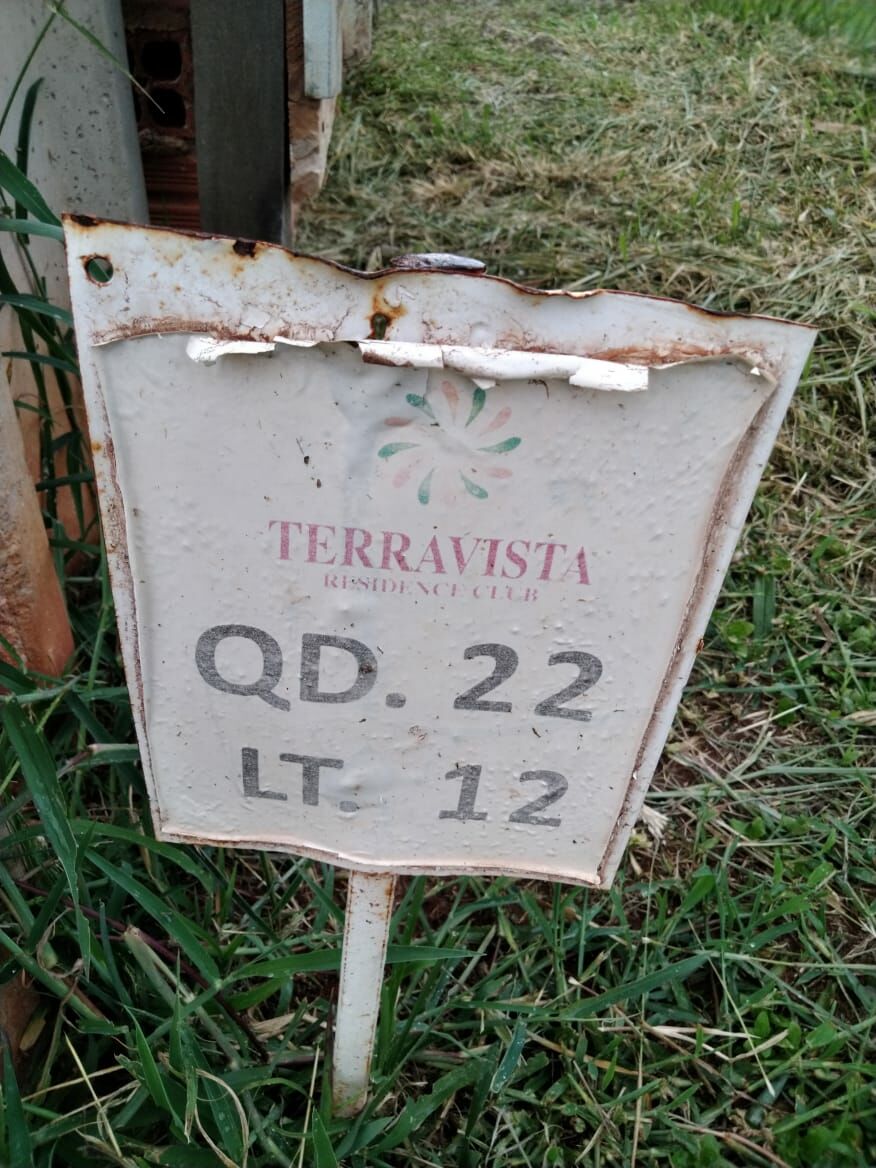 TERRAVISTA
RESIDENCE CLUB
QD. 22
LT. 12